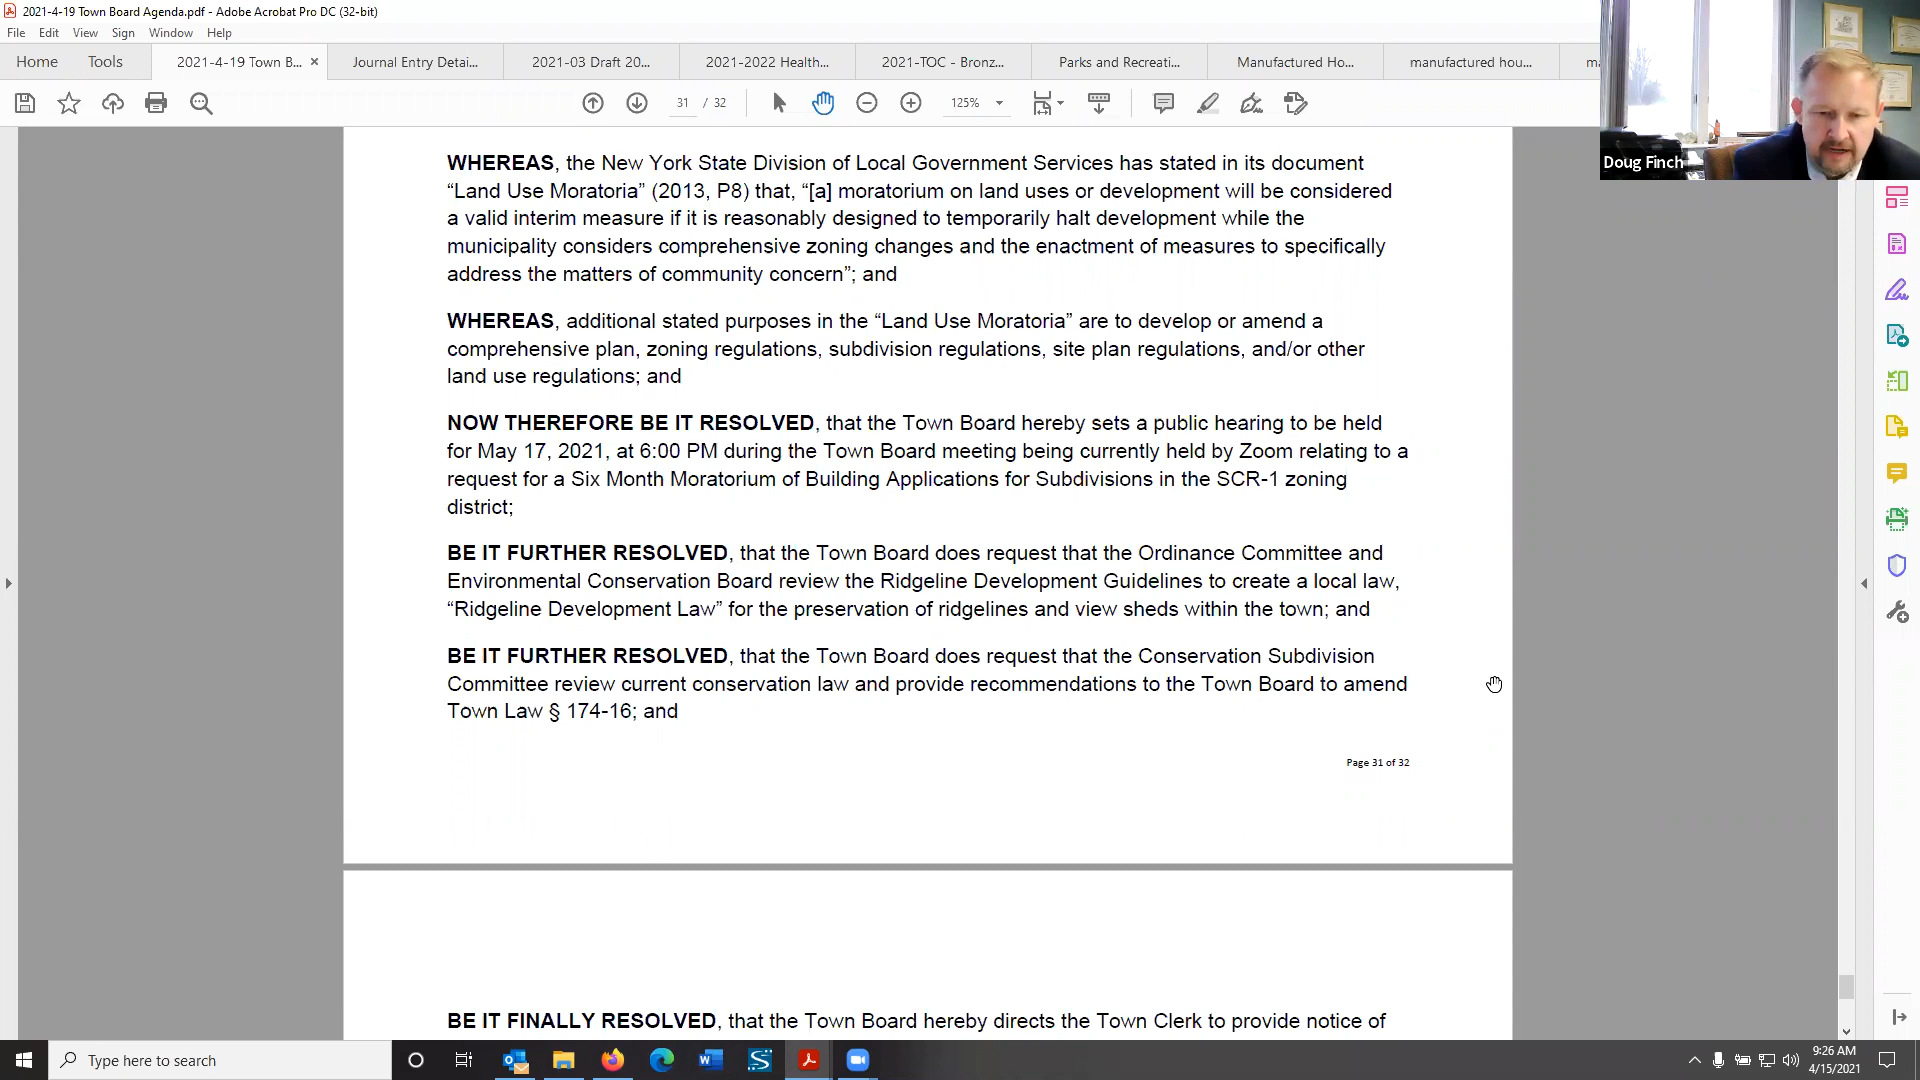 2021-4-19 Town Board Agenda.pdf - Adobe Acrobat Pro DC (32-bit)
File Edit View Sign Window Help
Home Tools 2021-4-19 Town B... × Journal Entry Detai... 2021-03 Draft 20... 2021-2022 Health... 2021-TOC - Bronz... Parks and Recreati... Manufactured Ho... manufactured hou...
31 / 32 125%
Doug Finch
WHEREAS, the New York State Division of Local Government Services has stated in its document
“Land Use Moratoria” (2013, P8) that, “[a] moratorium on land uses or development will be considered
a valid interim measure if it is reasonably designed to temporarily halt development while the
municipality considers comprehensive zoning changes and the enactment of measures to specifically
address the matters of community concern”; and
WHEREAS, additional stated purposes in the “Land Use Moratoria” are to develop or amend a
comprehensive plan, zoning regulations, subdivision regulations, site plan regulations, and/or other
land use regulations; and
NOW THEREFORE BE IT RESOLVED, that the Town Board hereby sets a public hearing to be held
for May 17, 2021, at 6:00 PM during the Town Board meeting being currently held by Zoom relating to a
request for a Six Month Moratorium of Building Applications for Subdivisions in the SCR-1 zoning
district;
BE IT FURTHER RESOLVED, that the Town Board does request that the Ordinance Committee and
Environmental Conservation Board review the Ridgeline Development Guidelines to create a local law,
“Ridgeline Development Law” for the preservation of ridgelines and view sheds within the town; and
BE IT FURTHER RESOLVED, that the Town Board does request that the Conservation Subdivision
Committee review current conservation law and provide recommendations to the Town Board to amend
Town Law § 174-16; and
Page 31 of 32
BE IT FINALLY RESOLVED, that the Town Board hereby directs the Town Clerk to provide notice of
Type here to search
9:26 AM
4/15/2021